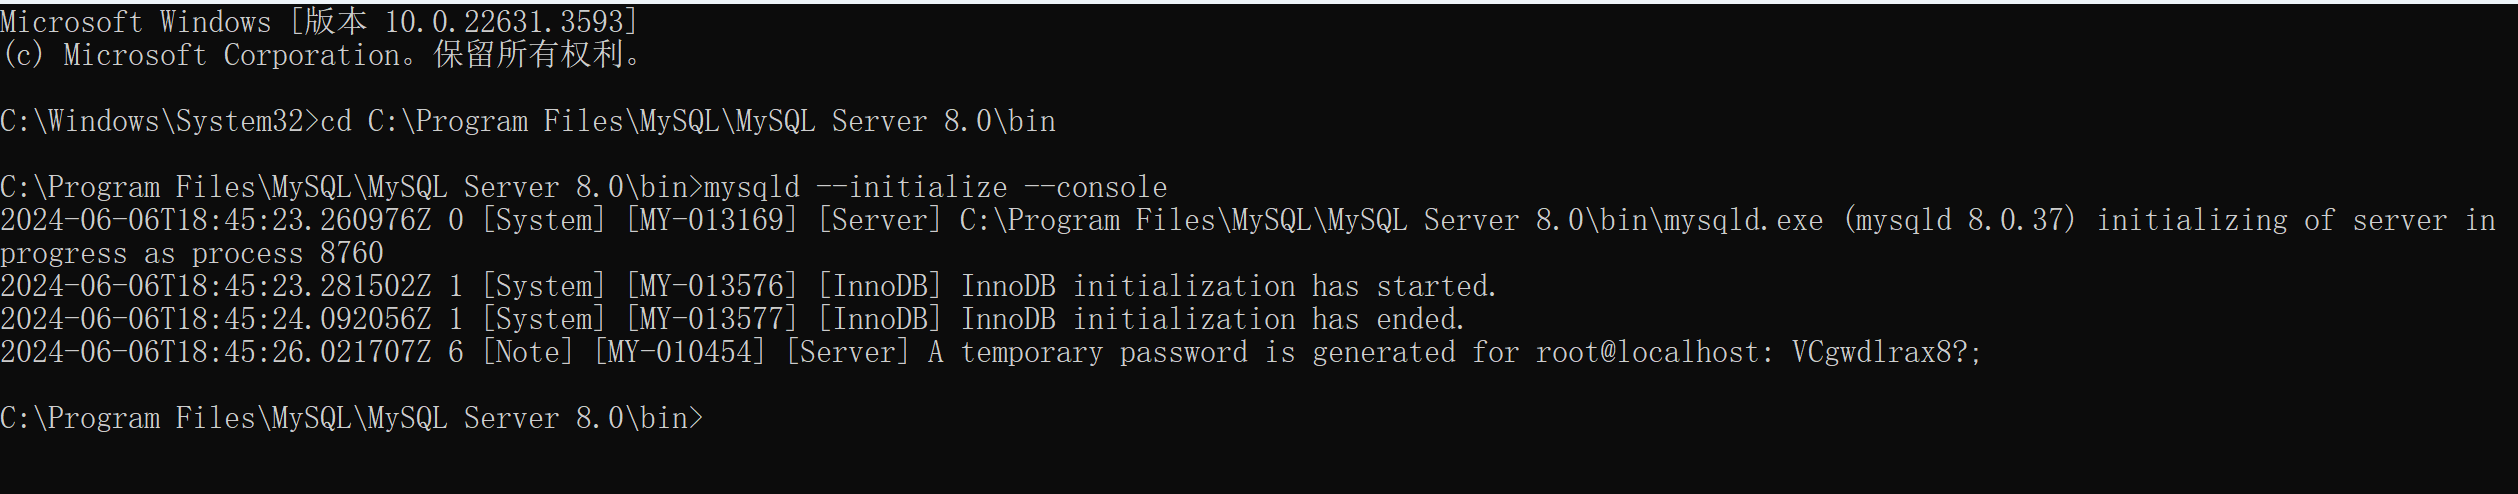 Microsoft Windows [版本 10.0.22631.3593]
(c) Microsoft Corporation。保留所有权利。
C:\Windows\System32>cd C:\Program Files\MySQL\MySQL Server 8.0\bin
C:\Program Files\MySQL\MySQL Server 8.0\bin>mysqld --initialize --console
2024-06-06T18:45:23.260976Z 0 [System] [MY-013169] [Server] C:\Program Files\MySQL\MySQL Server 8.0\bin\mysqld.exe (mysqld 8.0.37) initializing of server in
progress as process 8760
2024-06-06T18:45:23.281502Z 1 [System] [MY-013576] [InnoDB] InnoDB initialization has started.
2024-06-06T18:45:24.092056Z 1 [System] [MY-013577] [InnoDB] InnoDB initialization has ended.
2024-06-06T18:45:26.021707Z 6 [Note] [MY-010454] [Server] A temporary password is generated for root@localhost: VCgwdlrax8?;
C:\Program Files\MySQL\MySQL Server 8.0\bin>